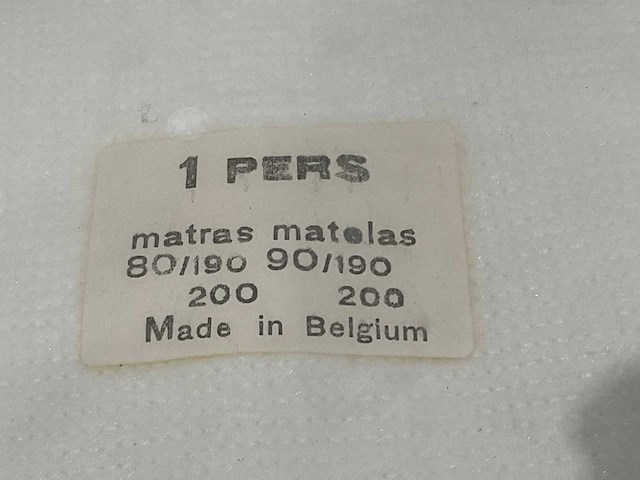 1 PERS
matras matelas
80/190 90/190
200 200
Made in Belgium